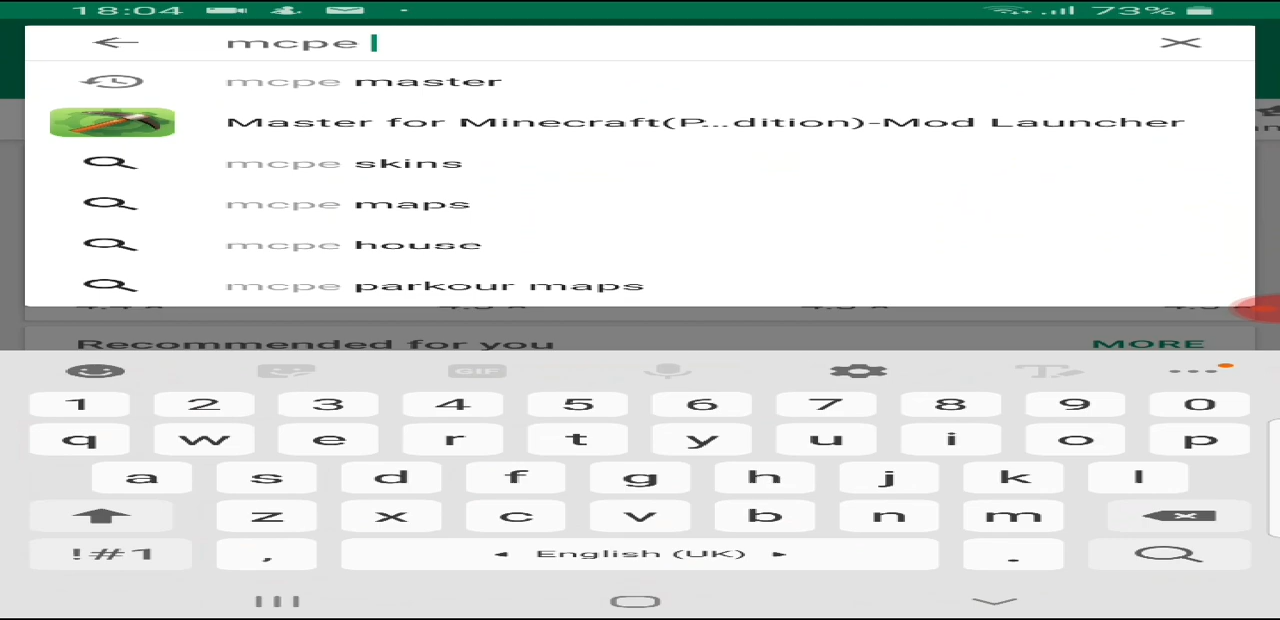 18:04 73%
mcpe
mcpe master
Master for Minecraft(P...dition)-Mod Launcher
mcpe skins
mcpe maps
mcpe house
mcpe parkour maps
Recommended for you MORE
GIF T
1 2 3 4 5 6 7 8 9 0
q w e r t y u i o p
a s d f g h j k l
z x c v b n m
!#1 , English (UK) .